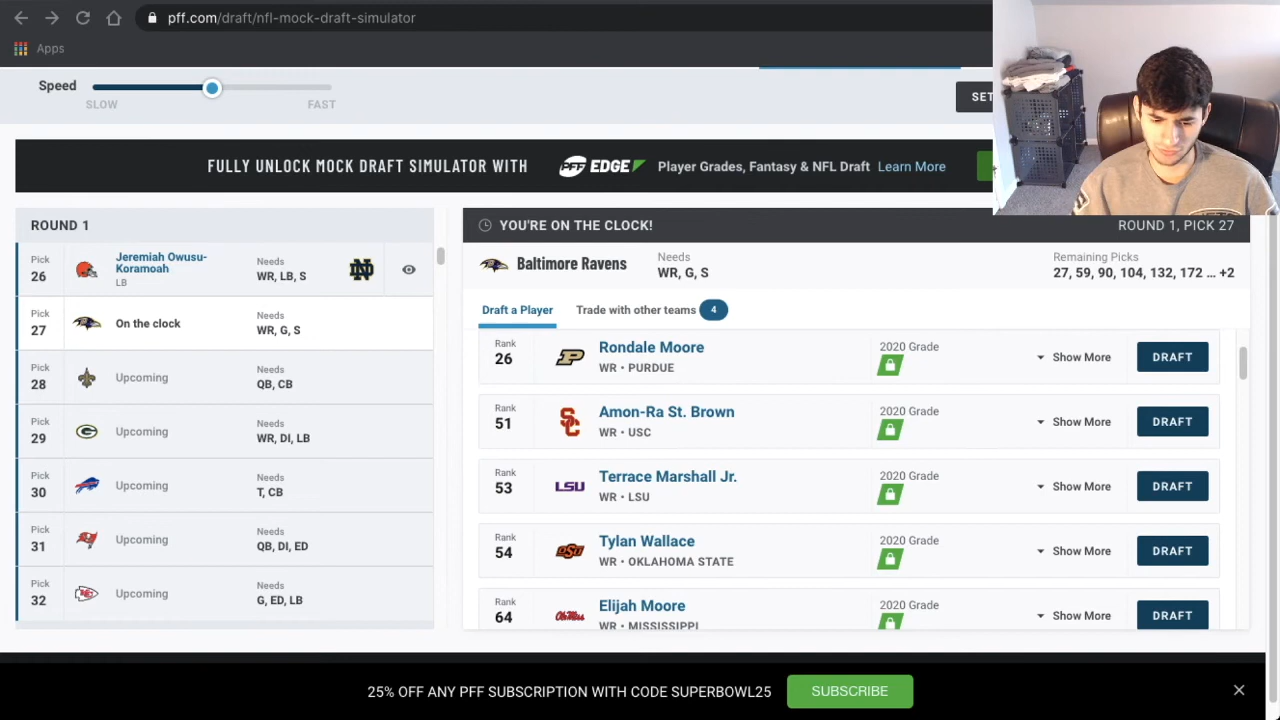 pff.com/draft/nfl-mock-draft-simulator
Apps
Speed
SLOW
FAST
SET
FULLY UNLOCK MOCK DRAFT SIMULATOR WITH
PFF EDGE
Player Grades, Fantasy & NFL Draft Learn More
ROUND 1
Pick
26
Jeremiah Owusu-
Koramoah
LB
Needs
WR, LB, S
Pick
27
On the clock
Needs
WR, G, S
Pick
28
Upcoming
Needs
QB, CB
Pick
29
Upcoming
Needs
WR, DI, LB
Pick
30
Upcoming
Needs
T, CB
Pick
31
Upcoming
Needs
QB, DI, ED
Pick
32
Upcoming
Needs
G, ED, LB
YOU'RE ON THE CLOCK!
ROUND 1, PICK 27
Baltimore Ravens
Needs
WR, G, S
Remaining Picks
27, 59, 90, 104, 132, 172 ... +2
Draft a Player
Trade with other teams 4
Rank
26
Rondale Moore
WR • PURDUE
2020 Grade
Show More
DRAFT
Rank
51
Amon-Ra St. Brown
WR • USC
2020 Grade
Show More
DRAFT
Rank
53
LSU
Terrace Marshall Jr.
WR • LSU
2020 Grade
Show More
DRAFT
Rank
54
Tylan Wallace
WR • OKLAHOMA STATE
2020 Grade
Show More
DRAFT
Rank
64
Ole Miss
Elijah Moore
WR • MISSISSIPPI
2020 Grade
Show More
DRAFT
25% OFF ANY PFF SUBSCRIPTION WITH CODE SUPERBOWL25
SUBSCRIBE